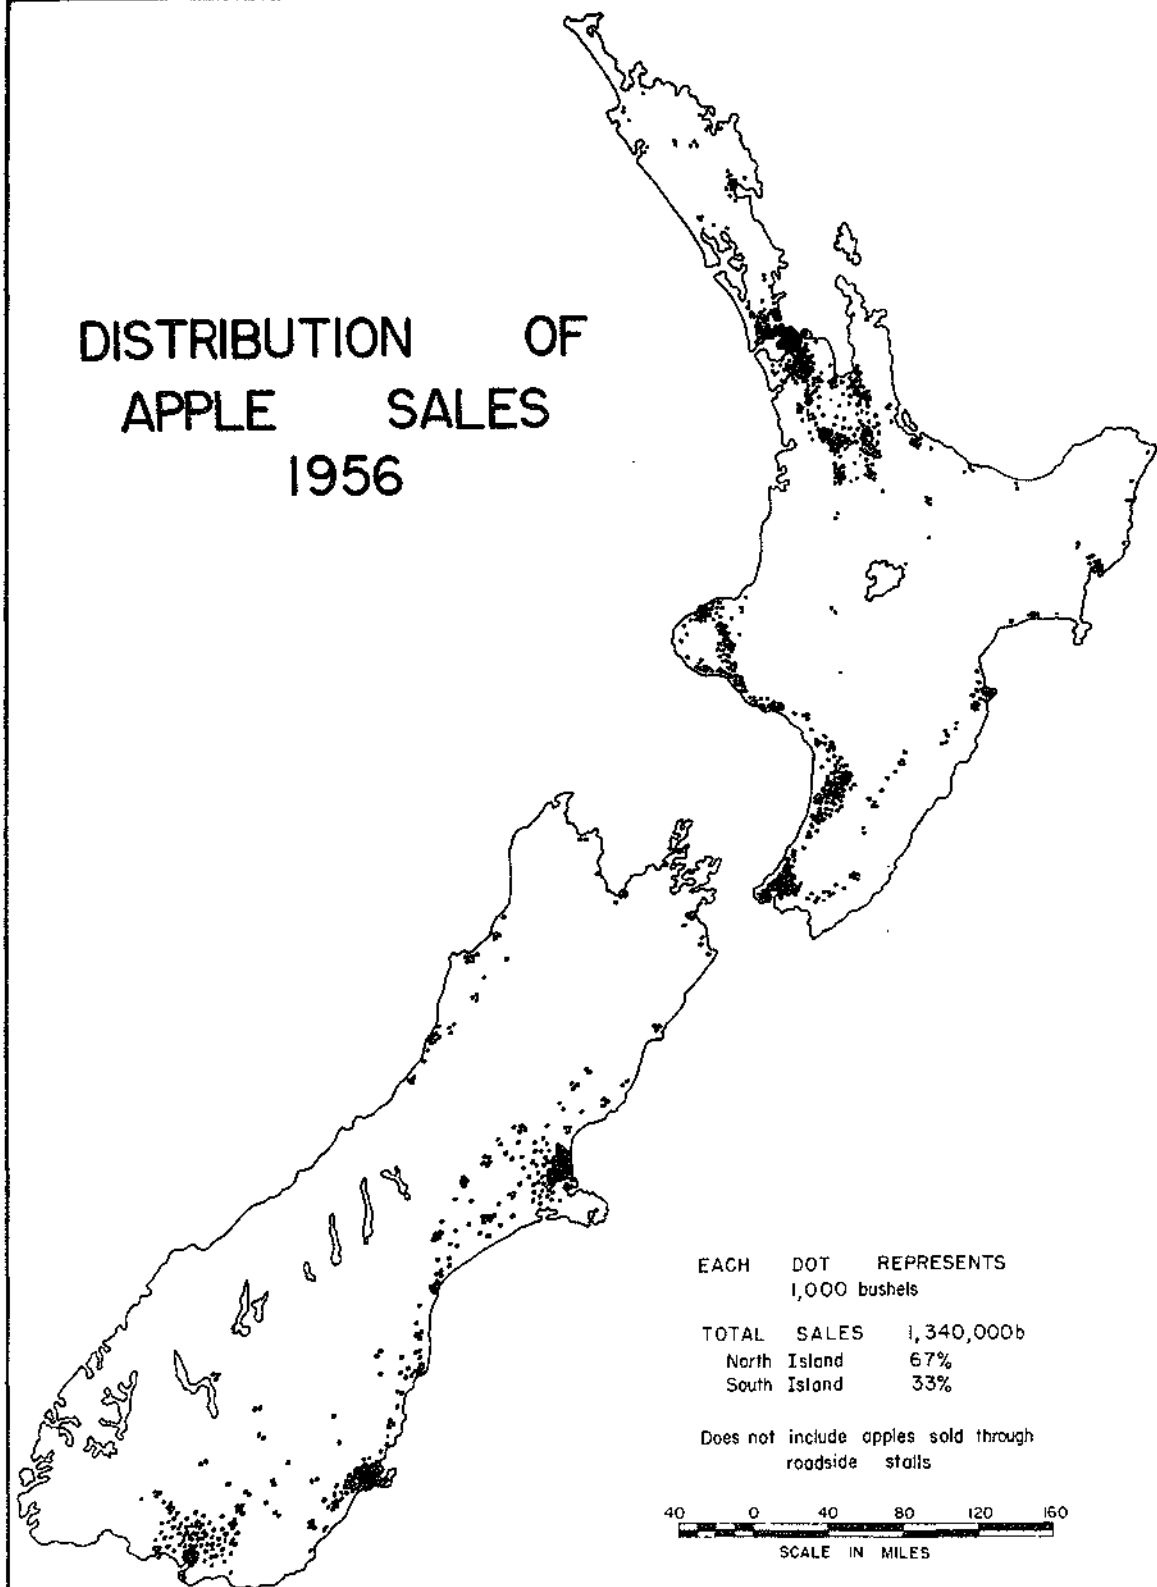 DISTRIBUTION OF
APPLE SALES
1956
EACH DOT REPRESENTS
1,000 bushels
TOTAL SALES 1,340,000b
North Island 67%
South Island 33%
Does not include apples sold through
roadside stalls
40 0 40 80 120 160
SCALE IN MILES